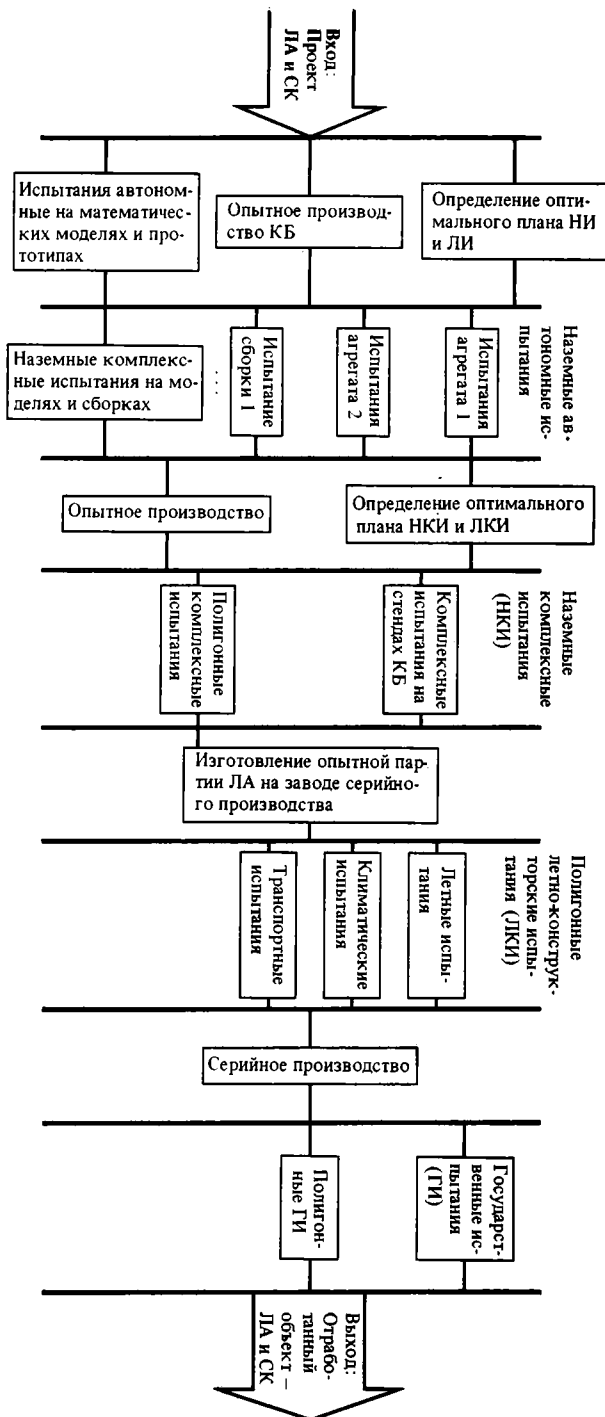 Вход:
Проект
ЛА и СК
Испытания автоном-
ные на математичес-
ких моделях и про-
тотипах
Опытное производ-
ство КБ
Определение опти-
мального плана НИ
и ЛИ
Наземные комплекс-
ные испытания на мо-
делях и сборках
. . .
Испытание
сборки 1
Испытания
агрегата 2
Испытания
агрегата 1
Наземные ав-
тономные ис-
пытания
Опытное производство
Определение оптимального
плана НКИ и ЛКИ
Полигонные
комплексные
испытания
Комплексные
испытания на
стендах КБ
Наземные
комплексные
испытания
(НКИ)
Изготовление опытной пар-
тии ЛА на заводе серийно-
го производства
Транспортные
испытания
Климатические
испытания
Летные испы-
тания
Полигонные
летно-конструк-
торские испы-
тания (ЛКИ)
Серийное производство
Полигон-
ные ГИ
Государст-
венные ис-
пытания
(ГИ)
Выход:
Отрабо-
танный
объект —
ЛА и СК